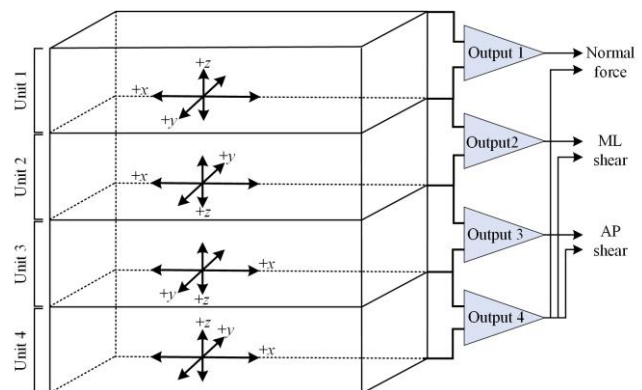 Unit 1
+z
+x
+y
Unit 2
+y
+z
Unit 3
+x
+y
+z
Unit 4
+z
+y
+x
Output 1
Output2
Output 3
Output 4
Normal
force
ML
shear
AP
shear